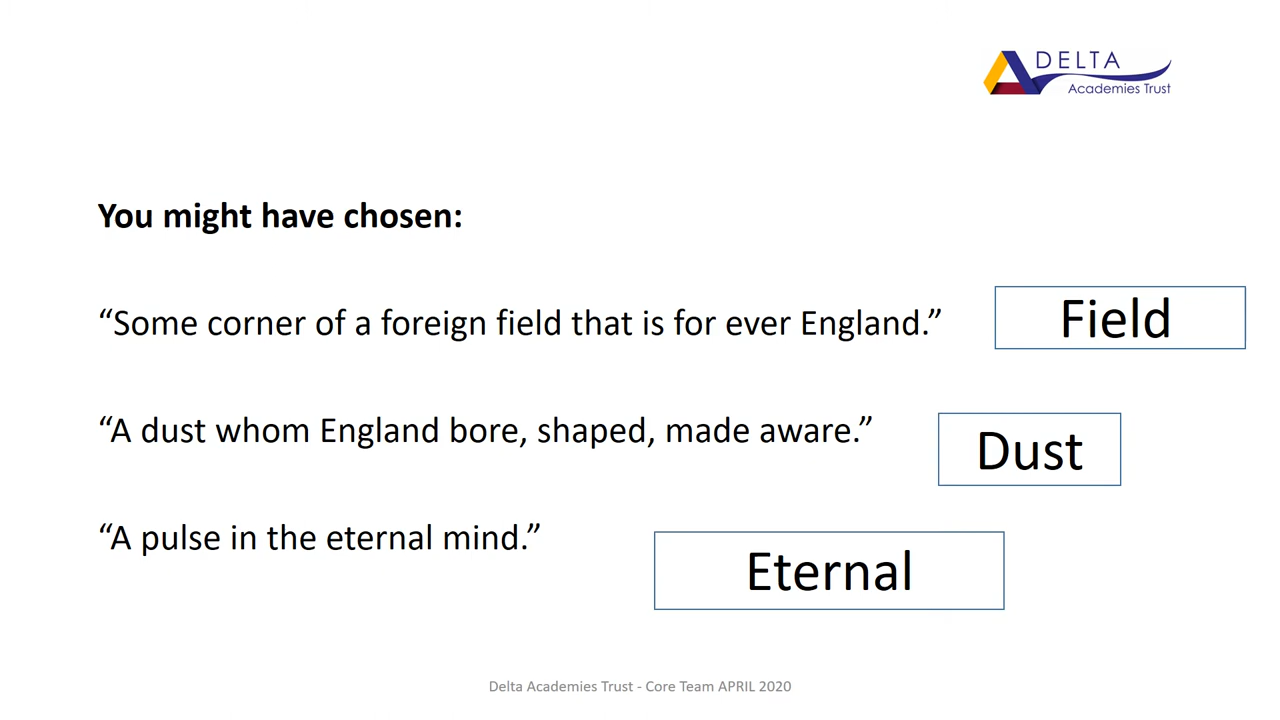 DELTA
Academies Trust
You might have chosen:
“Some corner of a foreign field that is for ever England.”
Field
“A dust whom England bore, shaped, made aware.”
Dust
“A pulse in the eternal mind.”
Eternal
Delta Academies Trust - Core Team APRIL 2020